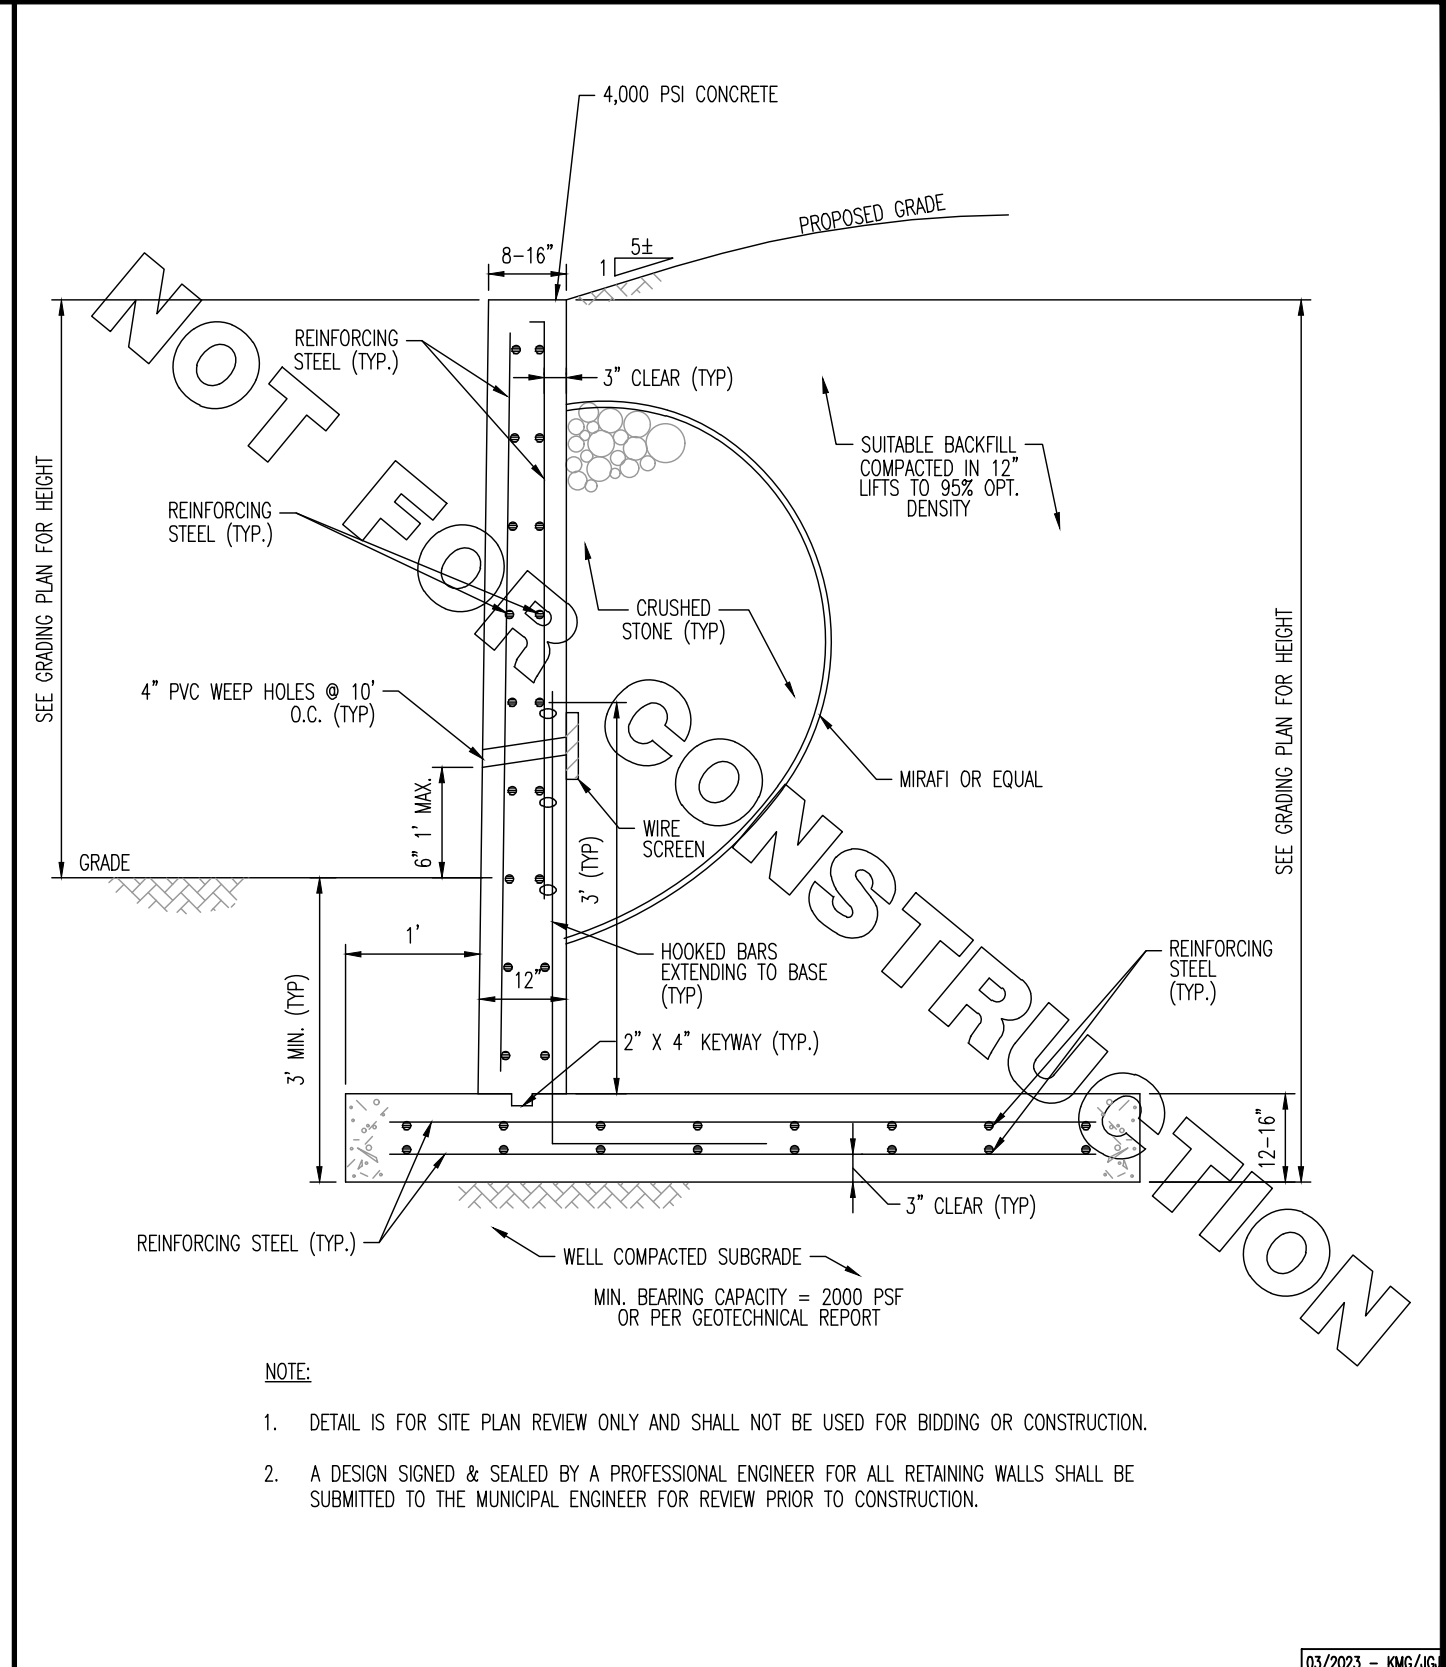 4,000 PSI CONCRETE
PROPOSED GRADE
5±
1
8-16"
REINFORCING
STEEL (TYP.)
3" CLEAR (TYP)
SUITABLE BACKFILL
COMPACTED IN 12"
LIFTS TO 95% OPT.
DENSITY
SEE GRADING PLAN FOR HEIGHT
REINFORCING
STEEL (TYP.)
CRUSHED
STONE (TYP)
SEE GRADING PLAN FOR HEIGHT
4" PVC WEEP HOLES @ 10'
O.C. (TYP)
MIRAFI OR EQUAL
6" 1' MAX.
WIRE
SCREEN
3' (TYP)
GRADE
1'
HOOKED BARS
EXTENDING TO BASE
(TYP)
REINFORCING
STEEL
(TYP.)
12"
3' MIN. (TYP)
2" X 4" KEYWAY (TYP.)
12-16"
3" CLEAR (TYP)
REINFORCING STEEL (TYP.)
WELL COMPACTED SUBGRADE
MIN. BEARING CAPACITY = 2000 PSF
OR PER GEOTECHNICAL REPORT
NOT FOR CONSTRUCTION
NOTE:
1. DETAIL IS FOR SITE PLAN REVIEW ONLY AND SHALL NOT BE USED FOR BIDDING OR CONSTRUCTION.
2. A DESIGN SIGNED & SEALED BY A PROFESSIONAL ENGINEER FOR ALL RETAINING WALLS SHALL BE
SUBMITTED TO THE MUNICIPAL ENGINEER FOR REVIEW PRIOR TO CONSTRUCTION.
03/2023 - KMG/JGJ